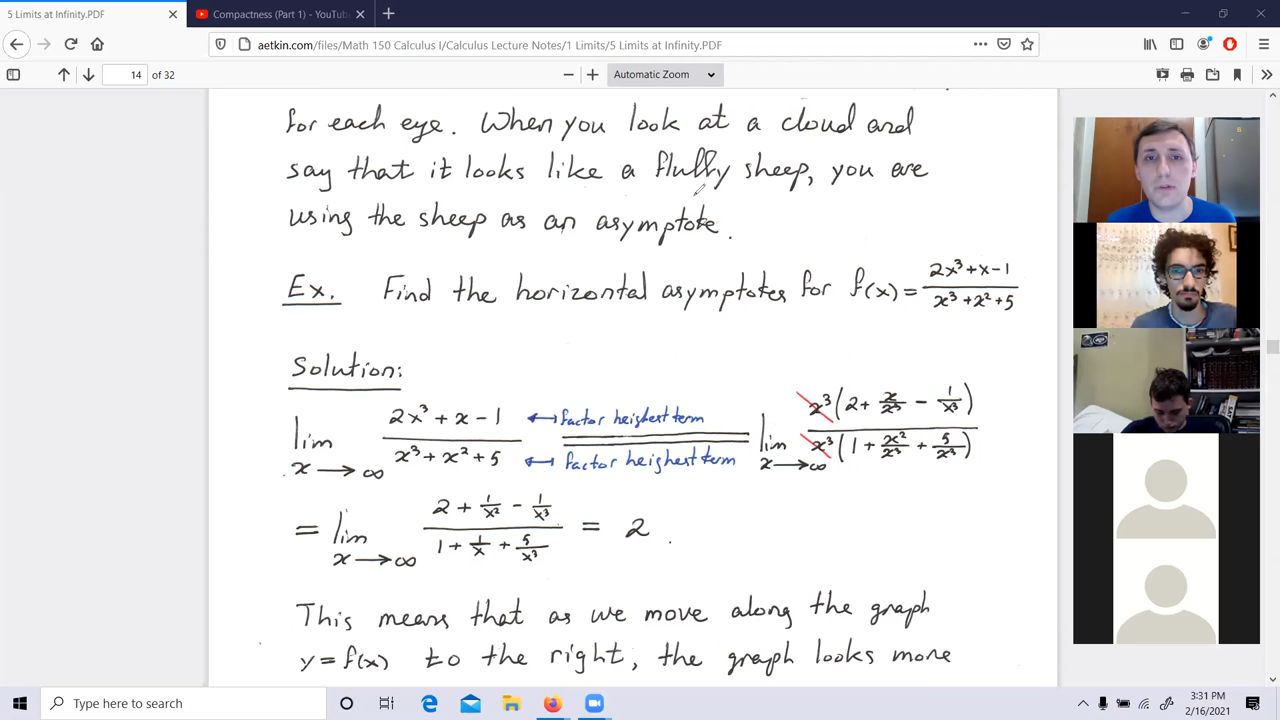 5 Limits at Infinity.PDF
Compactness (Part 1) - YouTub
aetkin.com/files/Math 150 Calculus I/Calculus Lecture Notes/1 Limits/5 Limits at Infinity.PDF
14 of 32
Automatic Zoom
for each eye. When you look at a cloud and
say that it looks like a fluffy sheep, you are
using the sheep as an asymptote.
Ex. Find the horizontal asymptotes for f(x) = (2x³+x-1)/(x³+x²+5)
Solution:
lim x→∞ (2x³+x-1)/(x³+x²+5) ← factor heighest term ← factor heighest term = lim x→∞ x³(2+x/x³-1/x³)/x³(1+x²/x³+5/x³)
= lim x→∞ (2+1/x²-1/x³)/(1+1/x+5/x³) = 2.
This means that as we move along the graph
y=f(x) to the right, the graph looks more
Type here to search
3:31 PM
2/16/2021